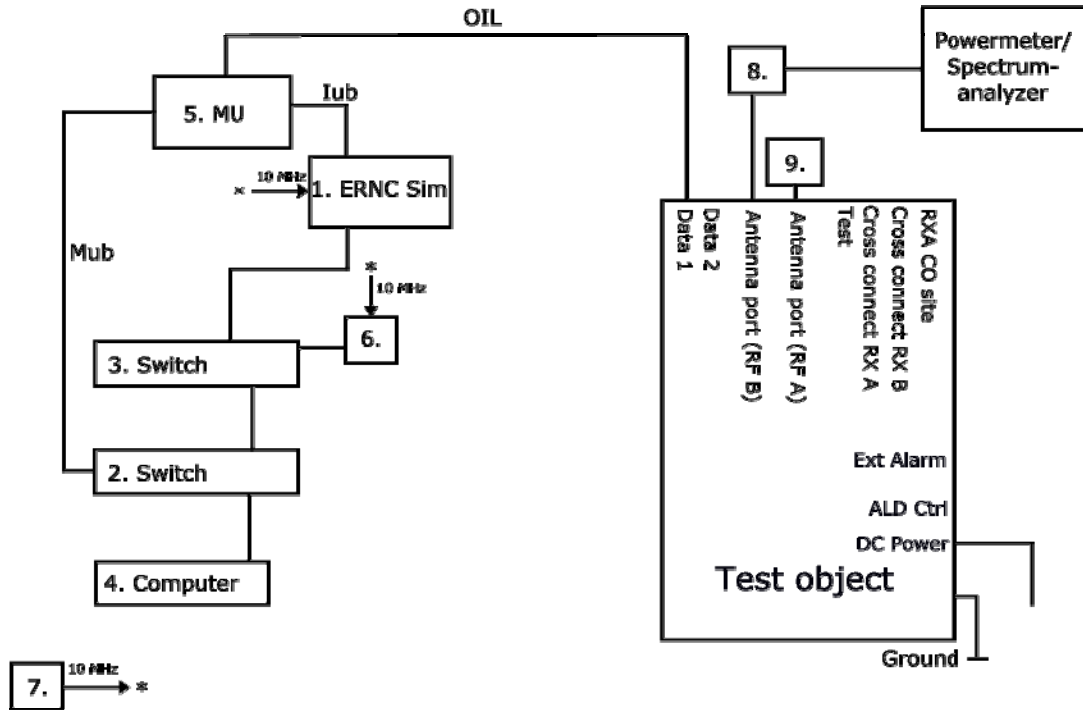 OIL
Powermeter/
Spectrum-
analyzer
8.
5. MU
Iub
9.
10 MHz
*
1. ERNC Sim
Data 1
Data 2
Antenna port (RF B)
Antenna port (RF A)
Test
Cross connect RX A
Cross connect RX B
RXA CO site
Mub
*
10 MHz
6.
3. Switch
2. Switch
Ext Alarm
ALD Ctrl
DC Power
4. Computer
Test object
Ground
7.
10 MHz
*